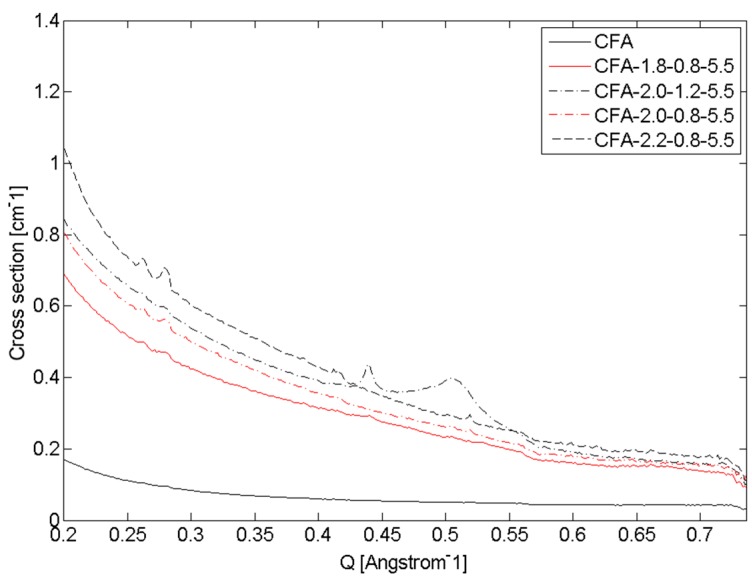 1.4
1.2
1
0.8
0.6
0.4
0.2
0
Cross section [cm-1]
CFA
CFA-1.8-0.8-5.5
CFA-2.0-1.2-5.5
CFA-2.0-0.8-5.5
CFA-2.2-0.8-5.5
0.2 0.25 0.3 0.35 0.4 0.45 0.5 0.55 0.6 0.65 0.7
Q [Angstrom-1]